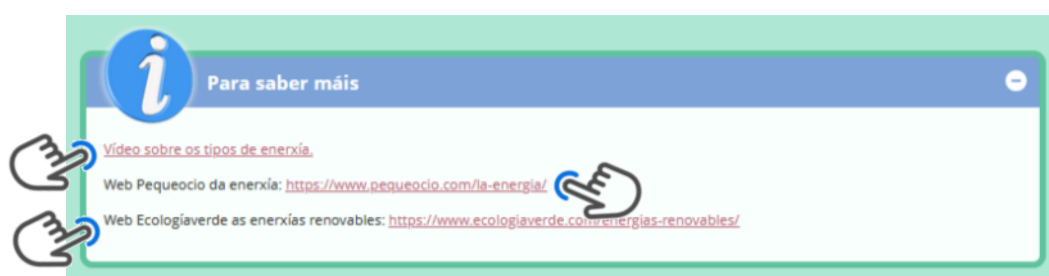 Para saber máis
Vídeo sobre os tipos de enerxía.
Web Pequeocio da enerxía: https://www.pequeocio.com/la-energia/
Web Ecologíaverde as enerxías renovables: https://www.ecologiaverde.com/energias-renovables/